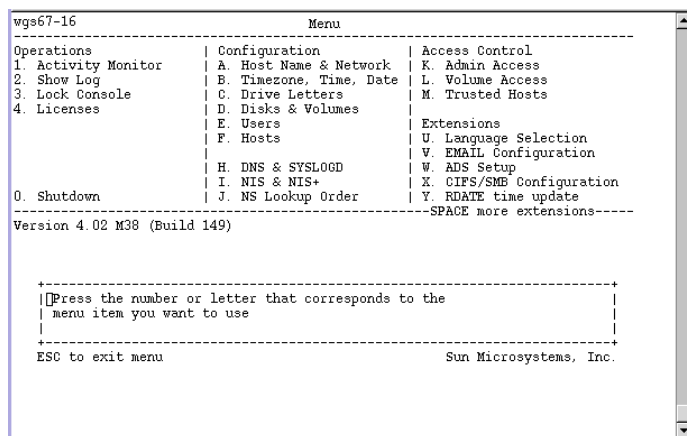 wgs67-16 Menu
Operations | Configuration | Access Control
1. Activity Monitor | A. Host Name & Network | K. Admin Access
2. Show Log | B. Timezone, Time, Date | L. Volume Access
3. Lock Console | C. Drive Letters | M. Trusted Hosts
4. Licenses | D. Disks & Volumes |
| E. Users | Extensions
| F. Hosts | U. Language Selection
| | V. EMAIL Configuration
| H. DNS & SYSLOGD | W. ADS Setup
| I. NIS & NIS+ | X. CIFS/SMB Configuration
0. Shutdown | J. NS Lookup Order | Y. RDATE time update
SPACE more extensions
Version 4.02 M38 (Build 149)
Press the number or letter that corresponds to the
menu item you want to use
ESC to exit menu Sun Microsystems, Inc.